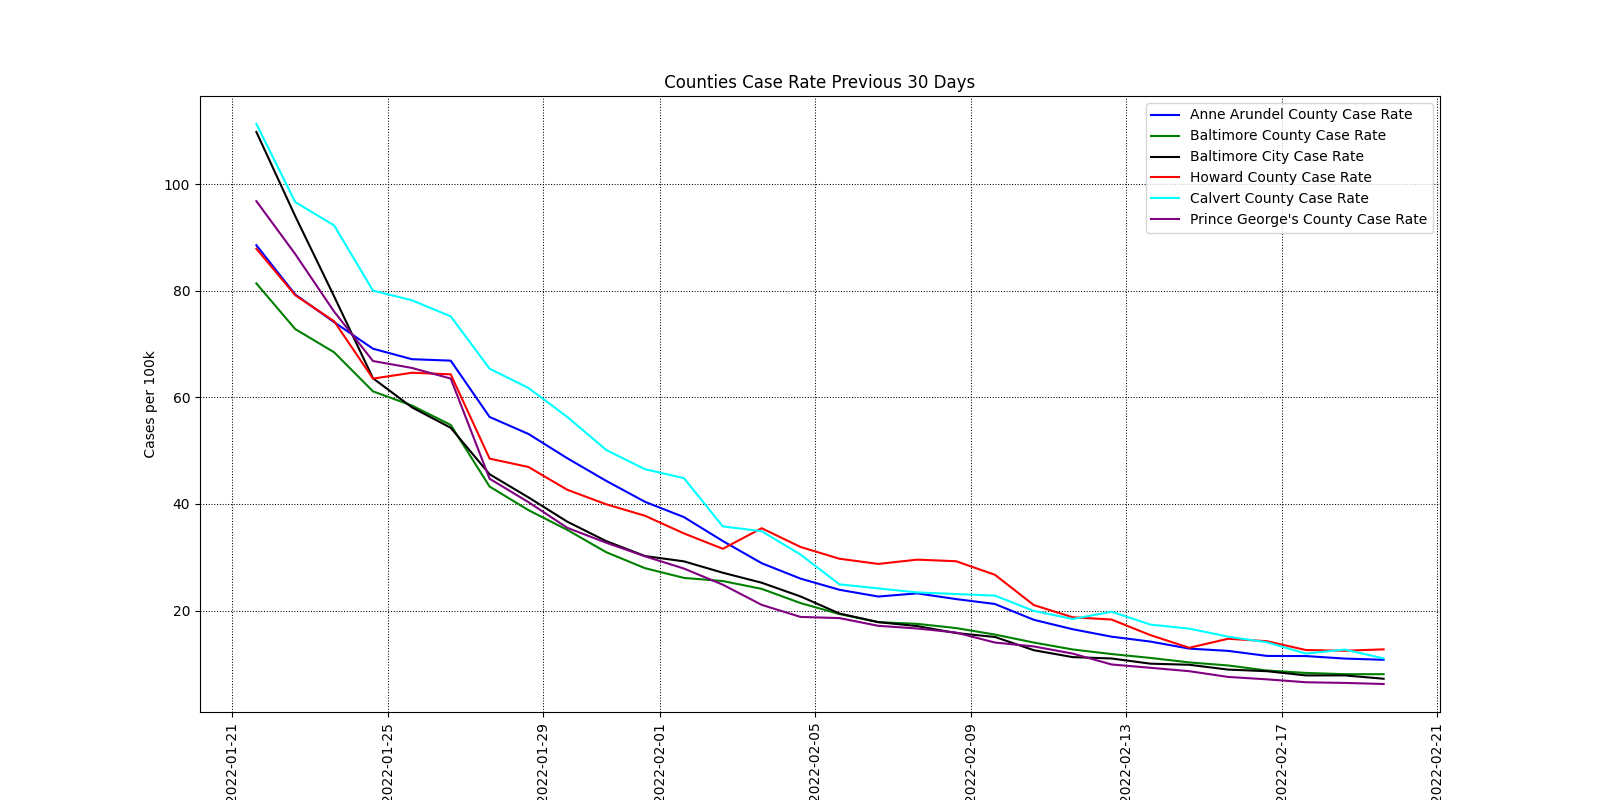 Counties Case Rate Previous 30 Days
Anne Arundel County Case Rate
Baltimore County Case Rate
Baltimore City Case Rate
Howard County Case Rate
Calvert County Case Rate
Prince George's County Case Rate
Cases per 100k
100
80
60
40
20
2022-01-21
2022-01-25
2022-01-29
2022-02-01
2022-02-05
2022-02-09
2022-02-13
2022-02-17
2022-02-21